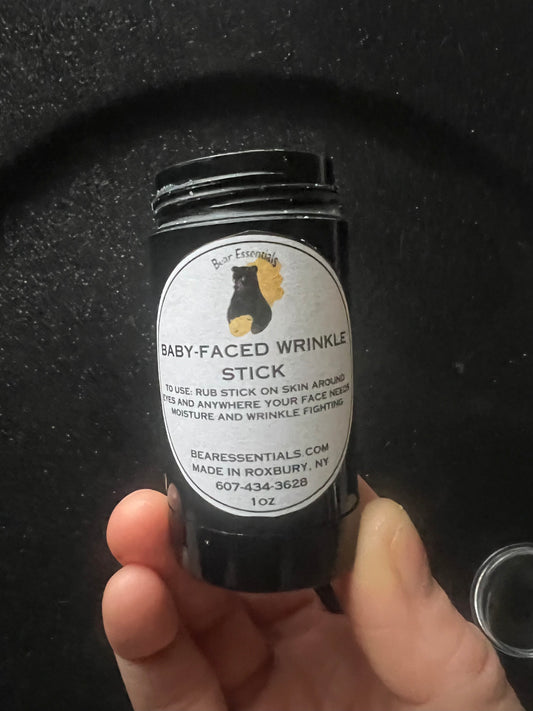 Bear Essentials
BABY-FACED WRINKLE
STICK
TO USE: RUB STICK ON SKIN AROUND
EYES AND ANYWHERE YOUR FACE NEEDS
MOISTURE AND WRINKLE FIGHTING
BEARESSENTIALS.COM
MADE IN ROXBURY, NY
607-434-3628
1oz